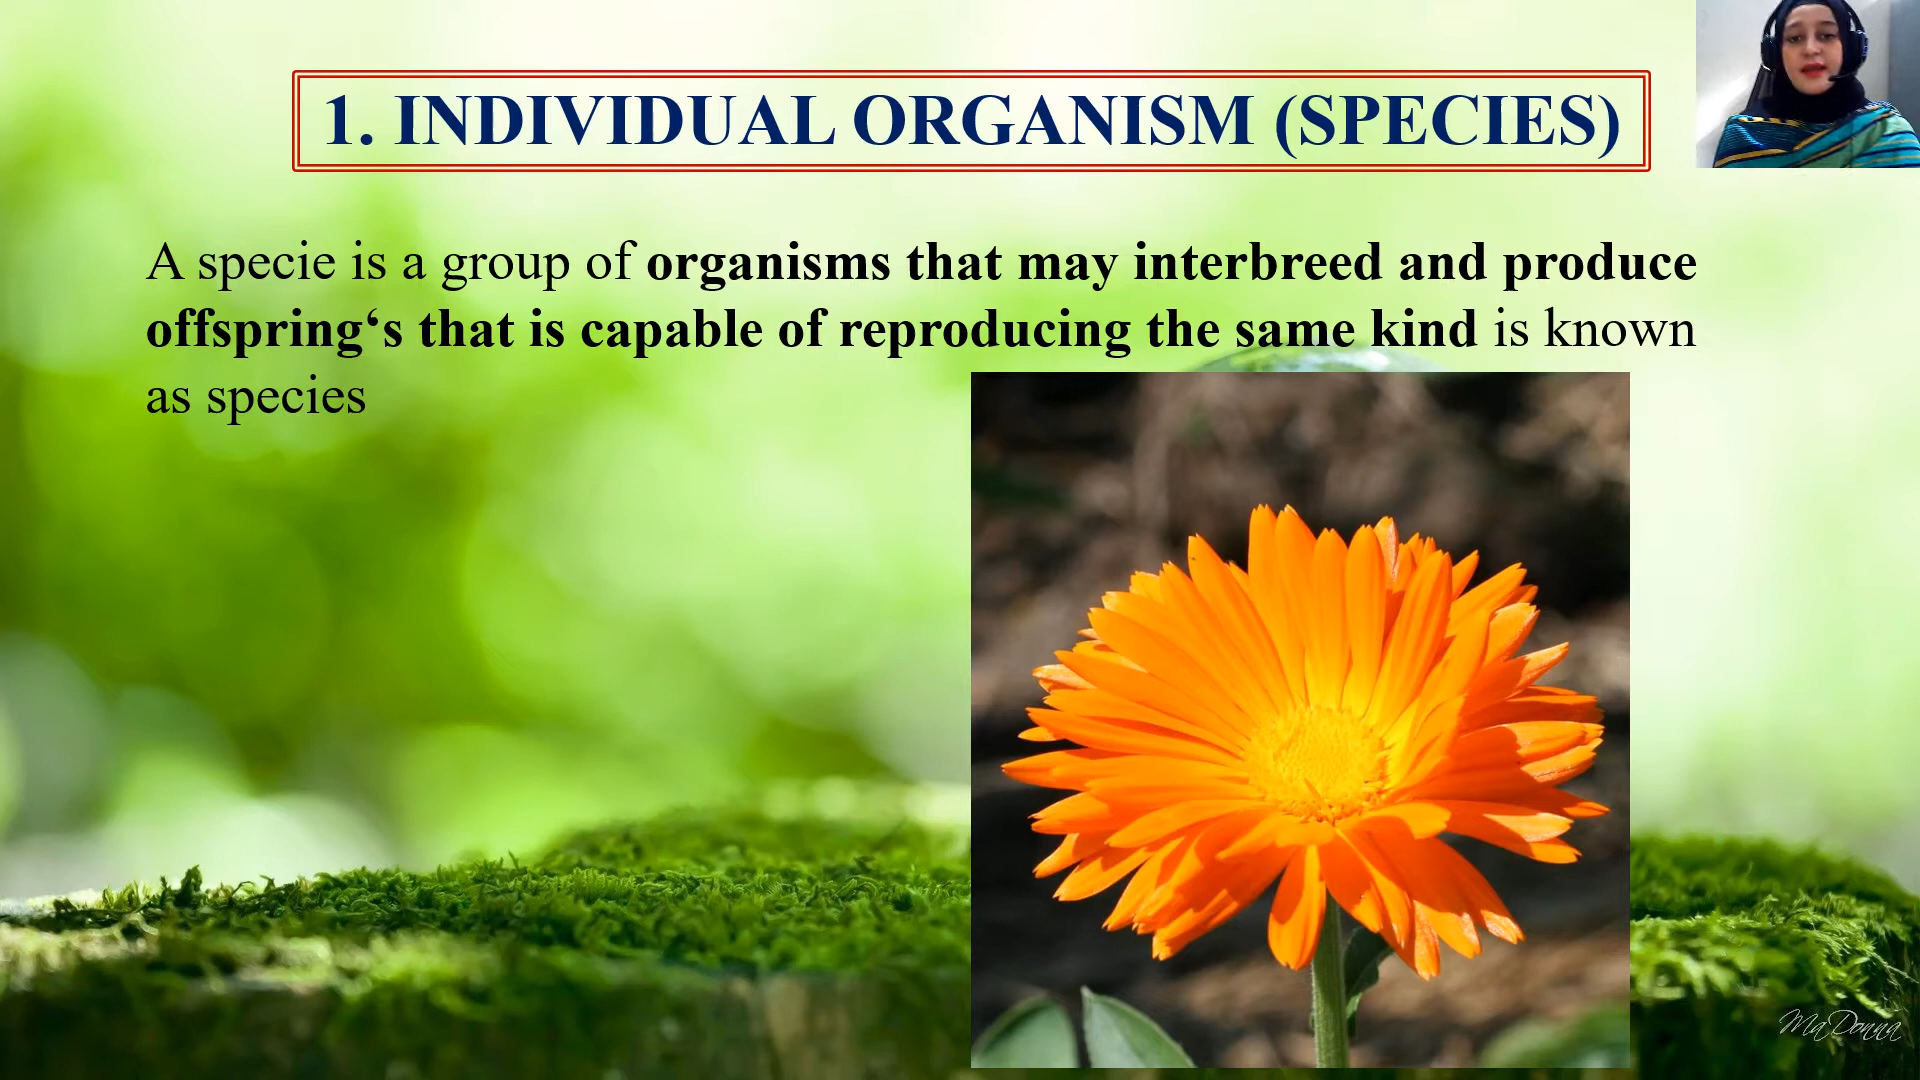 1. INDIVIDUAL ORGANISM (SPECIES)
A specie is a group of organisms that may interbreed and produce
offspring‘s that is capable of reproducing the same kind is known
as species
MaDonna